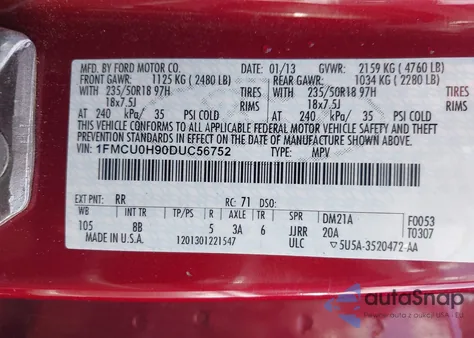 MFD. BY FORD MOTOR CO. 01/13 GVWR: 2159 KG ( 4760 LB)
FRONT GAWR: 1125 KG ( 2480 LB) REAR GAWR: 1034 KG ( 2280 LB)
WITH 235/50R18 97H TIRES WITH 235/50R18 97H TIRES
18x7.5J RIMS 18x7.5J RIMS
AT 240 kPa/ 35 PSI COLD AT 240 kPa/ 35 PSI COLD
THIS VEHICLE CONFORMS TO ALL APPLICABLE FEDERAL MOTOR VEHICLE SAFETY
AND THEFT PREVENTION STANDARDS IN EFFECT ON THE DATE OF MANUFACTURE SHOWN ABOVE.
VIN: 1FMCU0H90DUC56752 TYPE: MPV
EXT PNT: RR RC: 71 DSO:
WB INT TR TP/PS R AXLE TR SPR DM21A F0053
105 8B 5 3A 6 JJRR 20A T0307
MADE IN U.S.A. 1201301221547 ULC 5U5A-3520472-AA
autoSnap
Auta z aukcji USA - EU